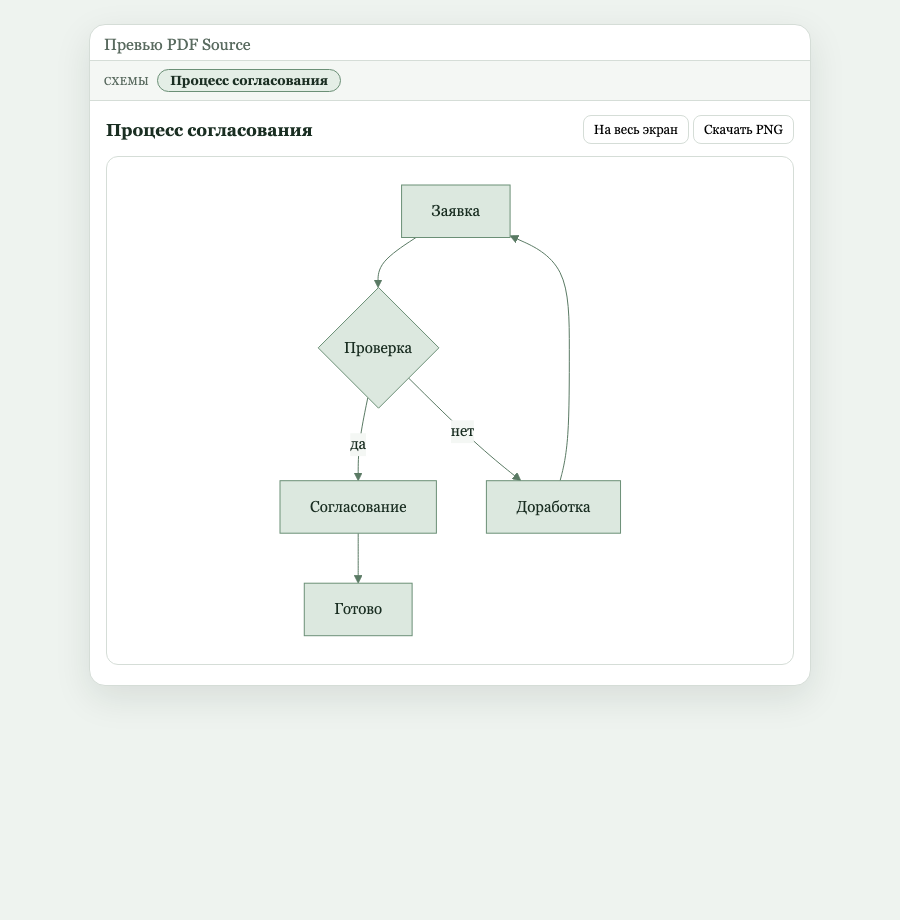 Превью PDF Source
СХЕМЫ Процесс согласования
Процесс согласования На весь экран Скачать PNG
Заявка
Проверка
нет
да
Согласование Доработка
Готово